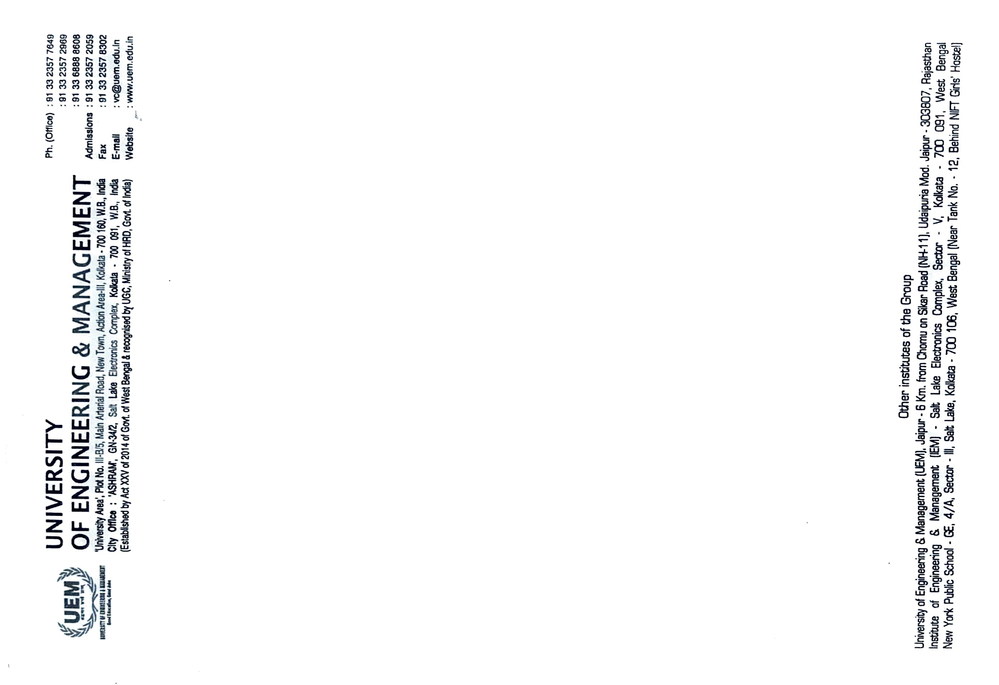 UEM
UNIVERSITY OF ENGINEERING & MANAGEMENT
Good Education, Good Jobs
UNIVERSITY
OF ENGINEERING & MANAGEMENT
'University Area', Plot No. III-B/5, Main Arterial Road, New Town, Action Area-III, Kolkata - 700 160, W.B., India
City Office : 'ASHRAM', GN-34/2, Salt Lake Electronics Complex, Kolkata - 700 091, W.B., India
(Established by Act XXV of 2014 of Govt. of West Bengal & recognised by UGC, Ministry of HRD, Govt. of India)
Ph. (Office) : 91 33 2357 7649
: 91 33 2357 2969
: 91 33 6888 8608
Admissions : 91 33 2357 2059
Fax : 91 33 2357 8302
E-mail : vc@uem.edu.in
Website : www.uem.edu.in
Other institutes of the Group
University of Engineering & Management (UEM), Jaipur - 6 Km. from Chomu on Sikar Road (NH-11), Udaipuria Mod. Jaipur - 303807, Rajasthan
Institute of Engineering & Management (IEM) - Salt Lake Electronics Complex, Sector - V, Kolkata - 700 091, West Bengal
New York Public School - GE, 4/A, Sector - III, Salt Lake, Kolkata - 700 106, West Bengal (Near Tank No. - 12, Behind NIFT Girls' Hostel)